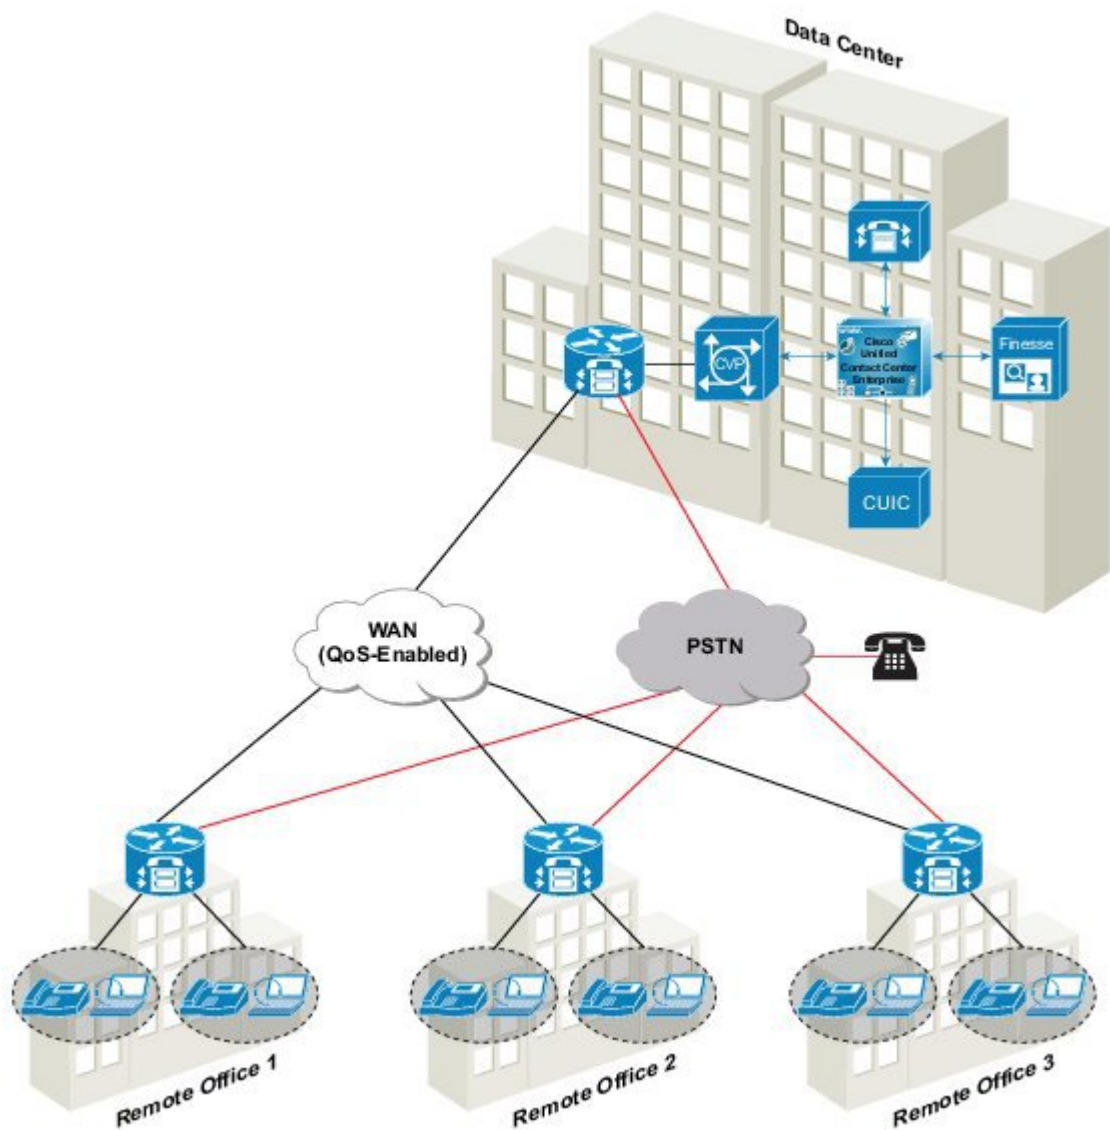 Data Center
Cisco
Unified
Contact Center
Enterprise
CVP
Finesse
CUIC
WAN
(QoS-Enabled)
PSTN
Remote Office 1
Remote Office 2
Remote Office 3